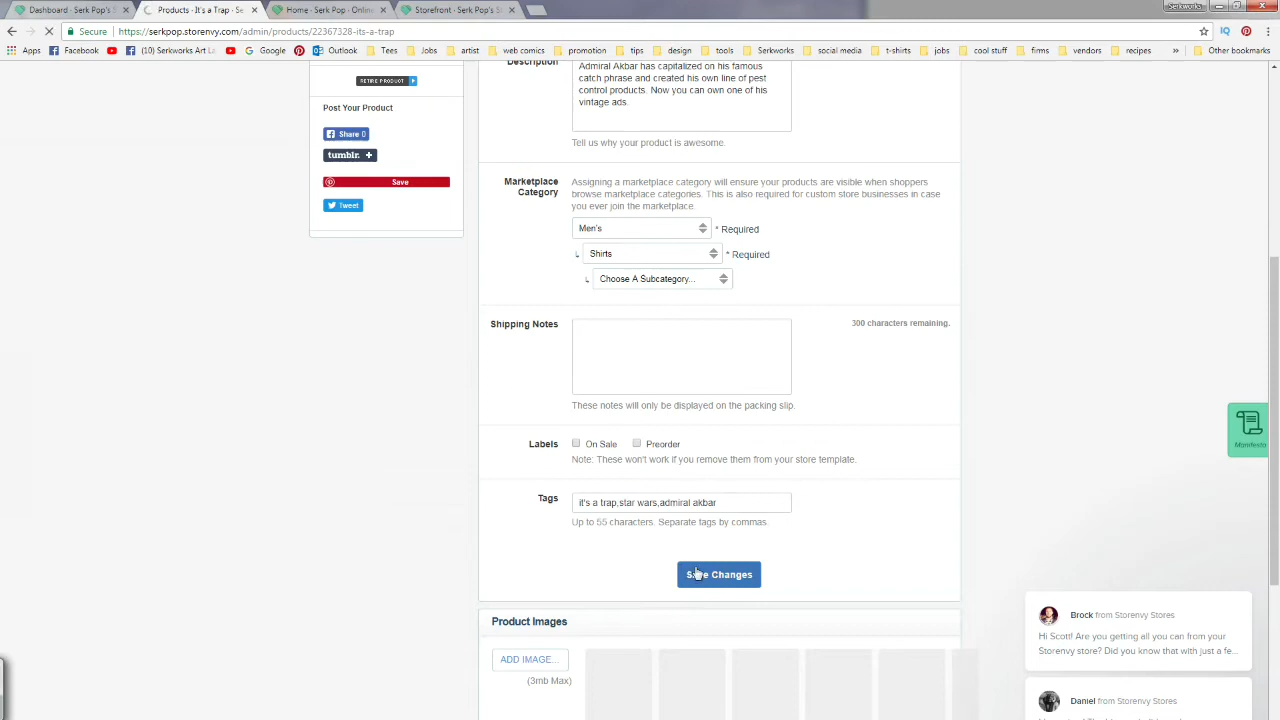 Serkworks
Dashboard - Serk Pop's S
Products - It's a Trap - Se
Home - Serk Pop - Online
Storefront - Serk Pop's S
Secure https://serkpop.storenvy.com/admin/products/22367328-its-a-trap
Apps Facebook (10) Serkworks Art La Google Outlook Tees Jobs artist web comics promotion tips design tools Serkworks social media t-shirts jobs cool stuff firms vendors recipes » Other bookmarks
RETIRE PRODUCT
Post Your Product
Share 0
tumblr. +
Save
Tweet
Description
Admiral Akbar has capitalized on his famous
catch phrase and created his own line of pest
control products. Now you can own one of his
vintage ads.
Tell us why your product is awesome.
Marketplace
Category
Assigning a marketplace category will ensure your products are visible when shoppers
browse marketplace categories. This is also required for custom store businesses in case
you ever join the marketplace.
Men's * Required
Shirts * Required
Choose A Subcategory...
Shipping Notes
300 characters remaining.
These notes will only be displayed on the packing slip.
Labels On Sale Preorder
Note: These won't work if you remove them from your store template.
Tags it's a trap,star wars,admiral akbar
Up to 55 characters. Separate tags by commas.
Save Changes
Product Images
ADD IMAGE...
(3mb Max)
Manifesto
Brock from Storenvy Stores
Hi Scott! Are you getting all you can from your
Storenvy store? Did you know that with just a fe...
Daniel from Storenvy Stores